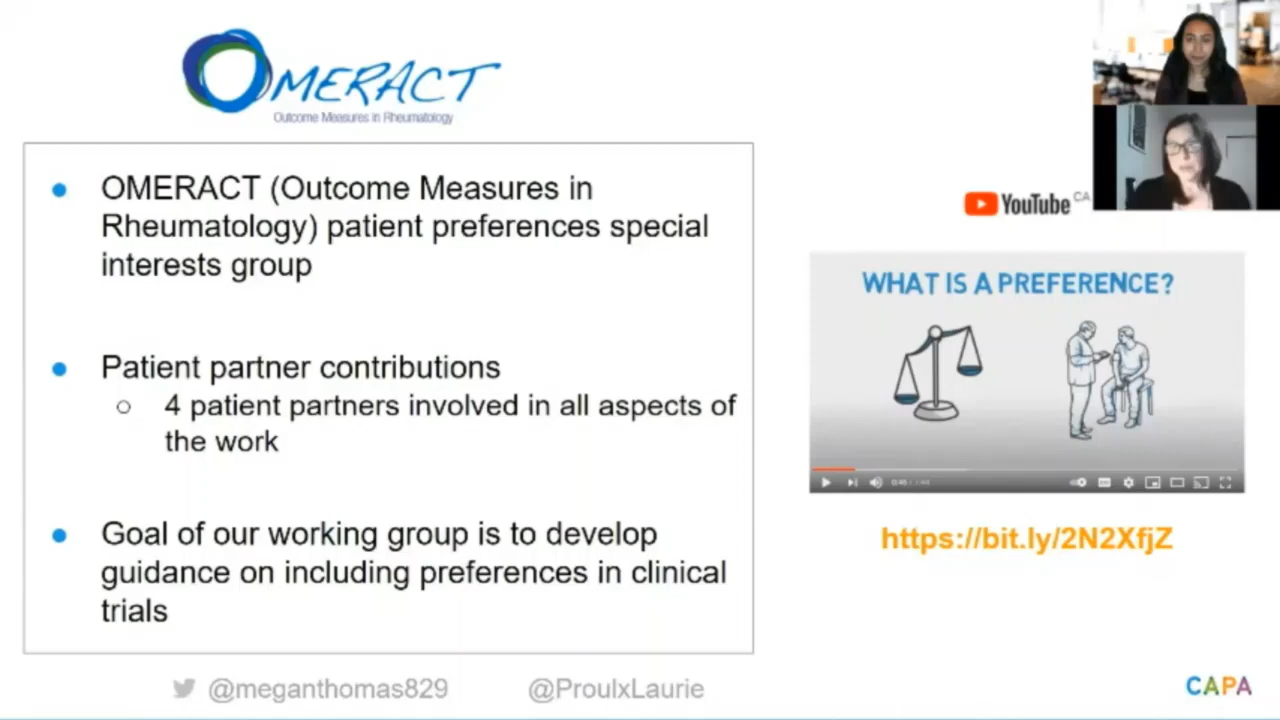 OMERACT
Outcome Measures in Rheumatology
OMERACT (Outcome Measures in
Rheumatology) patient preferences special
interests group
Patient partner contributions
4 patient partners involved in all aspects of
the work
Goal of our working group is to develop
guidance on including preferences in clinical
trials
YouTube CA
WHAT IS A PREFERENCE?
https://bit.ly/2N2XfjZ
@meganthomas829
@ProulxLaurie
CAPA